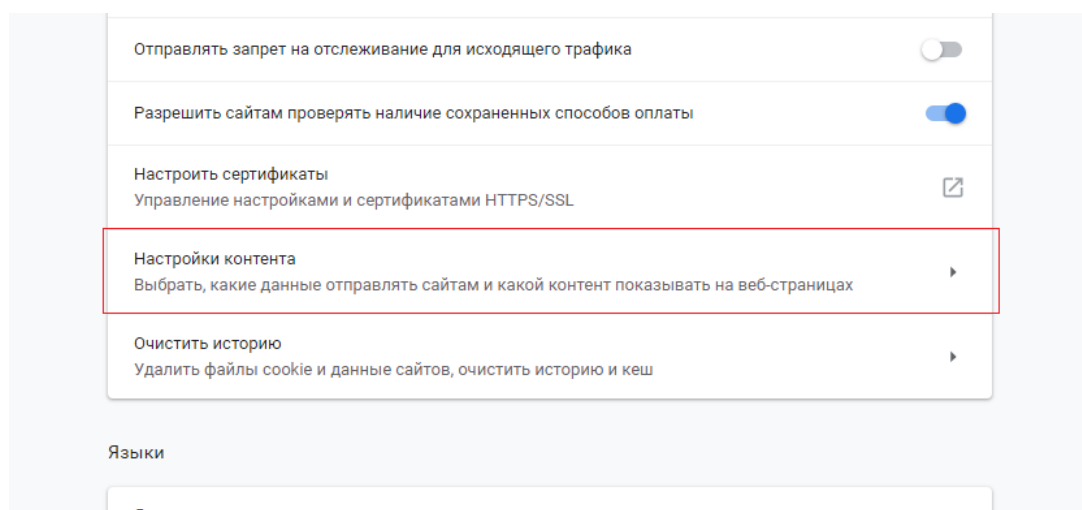 Отправлять запрет на отслеживание для исходящего трафика
Разрешить сайтам проверять наличие сохраненных способов оплаты
Настроить сертификаты
Управление настройками и сертификатами HTTPS/SSL
Настройки контента
Выбрать, какие данные отправлять сайтам и какой контент показывать на веб-страницах
Очистить историю
Удалить файлы cookie и данные сайтов, очистить историю и кеш
Языки